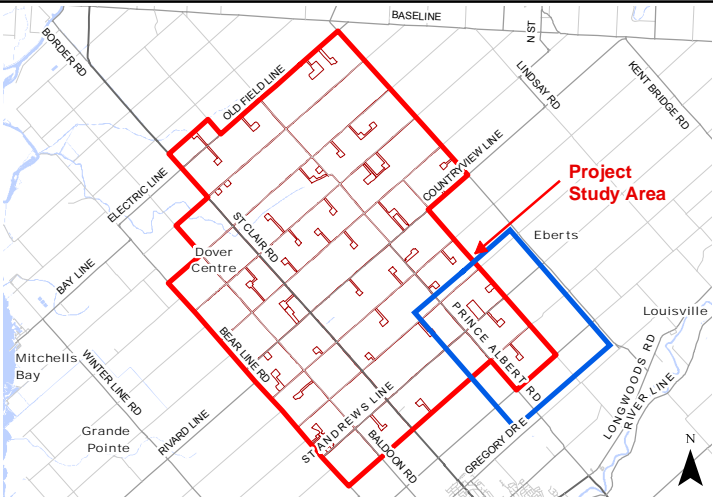 BASELINE
BORDER RD
N ST
OLD FIELD LINE
LINDSAY RD
KENT BRIDGE RD
COUNTRYVIEW LINE
Project
Study Area
ELECTRIC LINE
ST CLAIR RD
Eberts
Dover
Centre
BAY LINE
Louisville
PRINCE ALBERT RD
BEAR LINE RD
Mitchells
Bay
WINTER LINE RD
LONGWOODS RD
RIVER LINE
ST ANDREWS LINE
Grande
Pointe
RIVARD LINE
BALDOON RD
GREGORY DR E
N